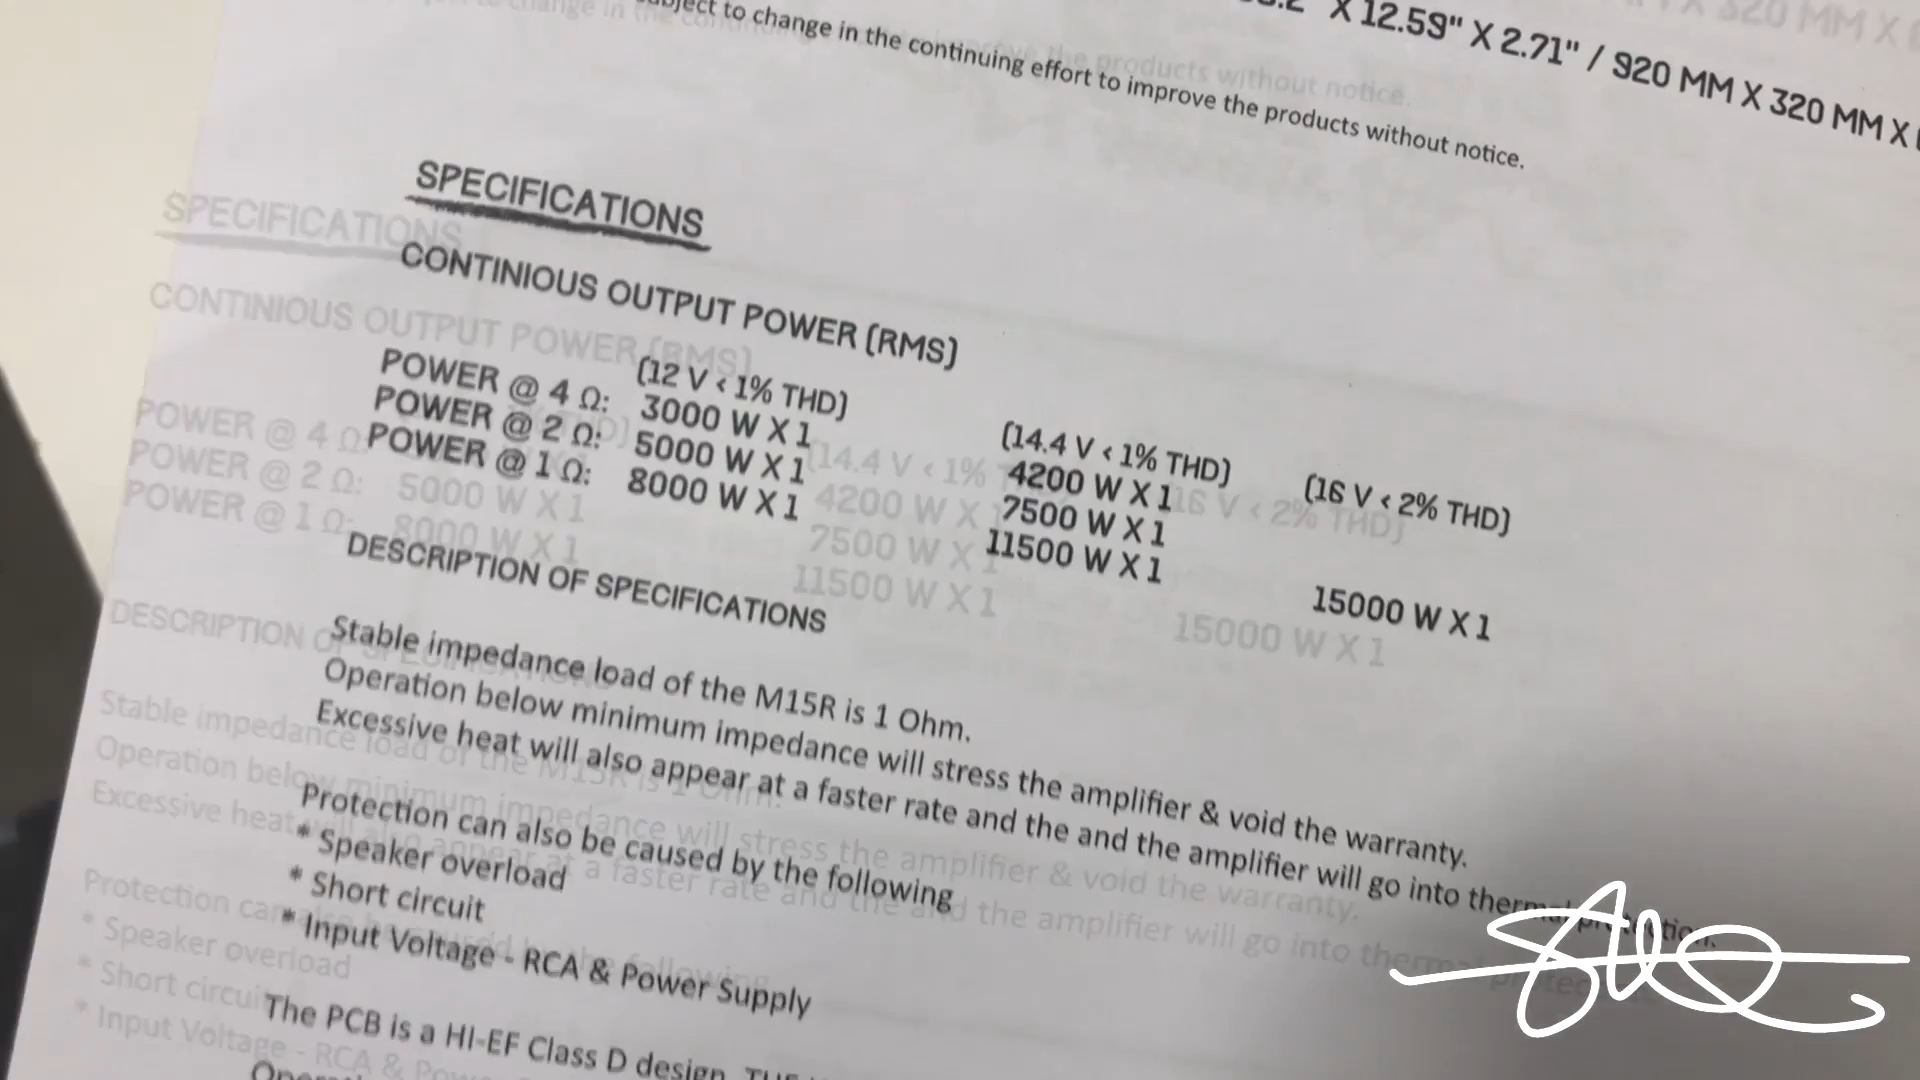 X 12.59" X 2.71" / 920 MM X 320 MM X
to change in the continuing effort to improve the products without notice.
SPECIFICATIONS
CONTINIOUS OUTPUT POWER (RMS)
(12 V < 1% THD) (14.4 V < 1% THD) (16 V < 2% THD)
POWER @ 4 Ω: 3000 W X 1 4200 W X 1
POWER @ 2 Ω: 5000 W X 1 7500 W X 1
POWER @ 1 Ω: 8000 W X 1 11500 W X 1 15000 W X 1
DESCRIPTION OF SPECIFICATIONS
Stable impedance load of the M15R is 1 Ohm.
Operation below minimum impedance will stress the amplifier & void the warranty.
Excessive heat will also appear at a faster rate and the and the amplifier will go into thermal protection.
Protection can also be caused by the following
* Speaker overload
* Short circuit
* Input Voltage - RCA & Power Supply
The PCB is a HI-EF Class D design.